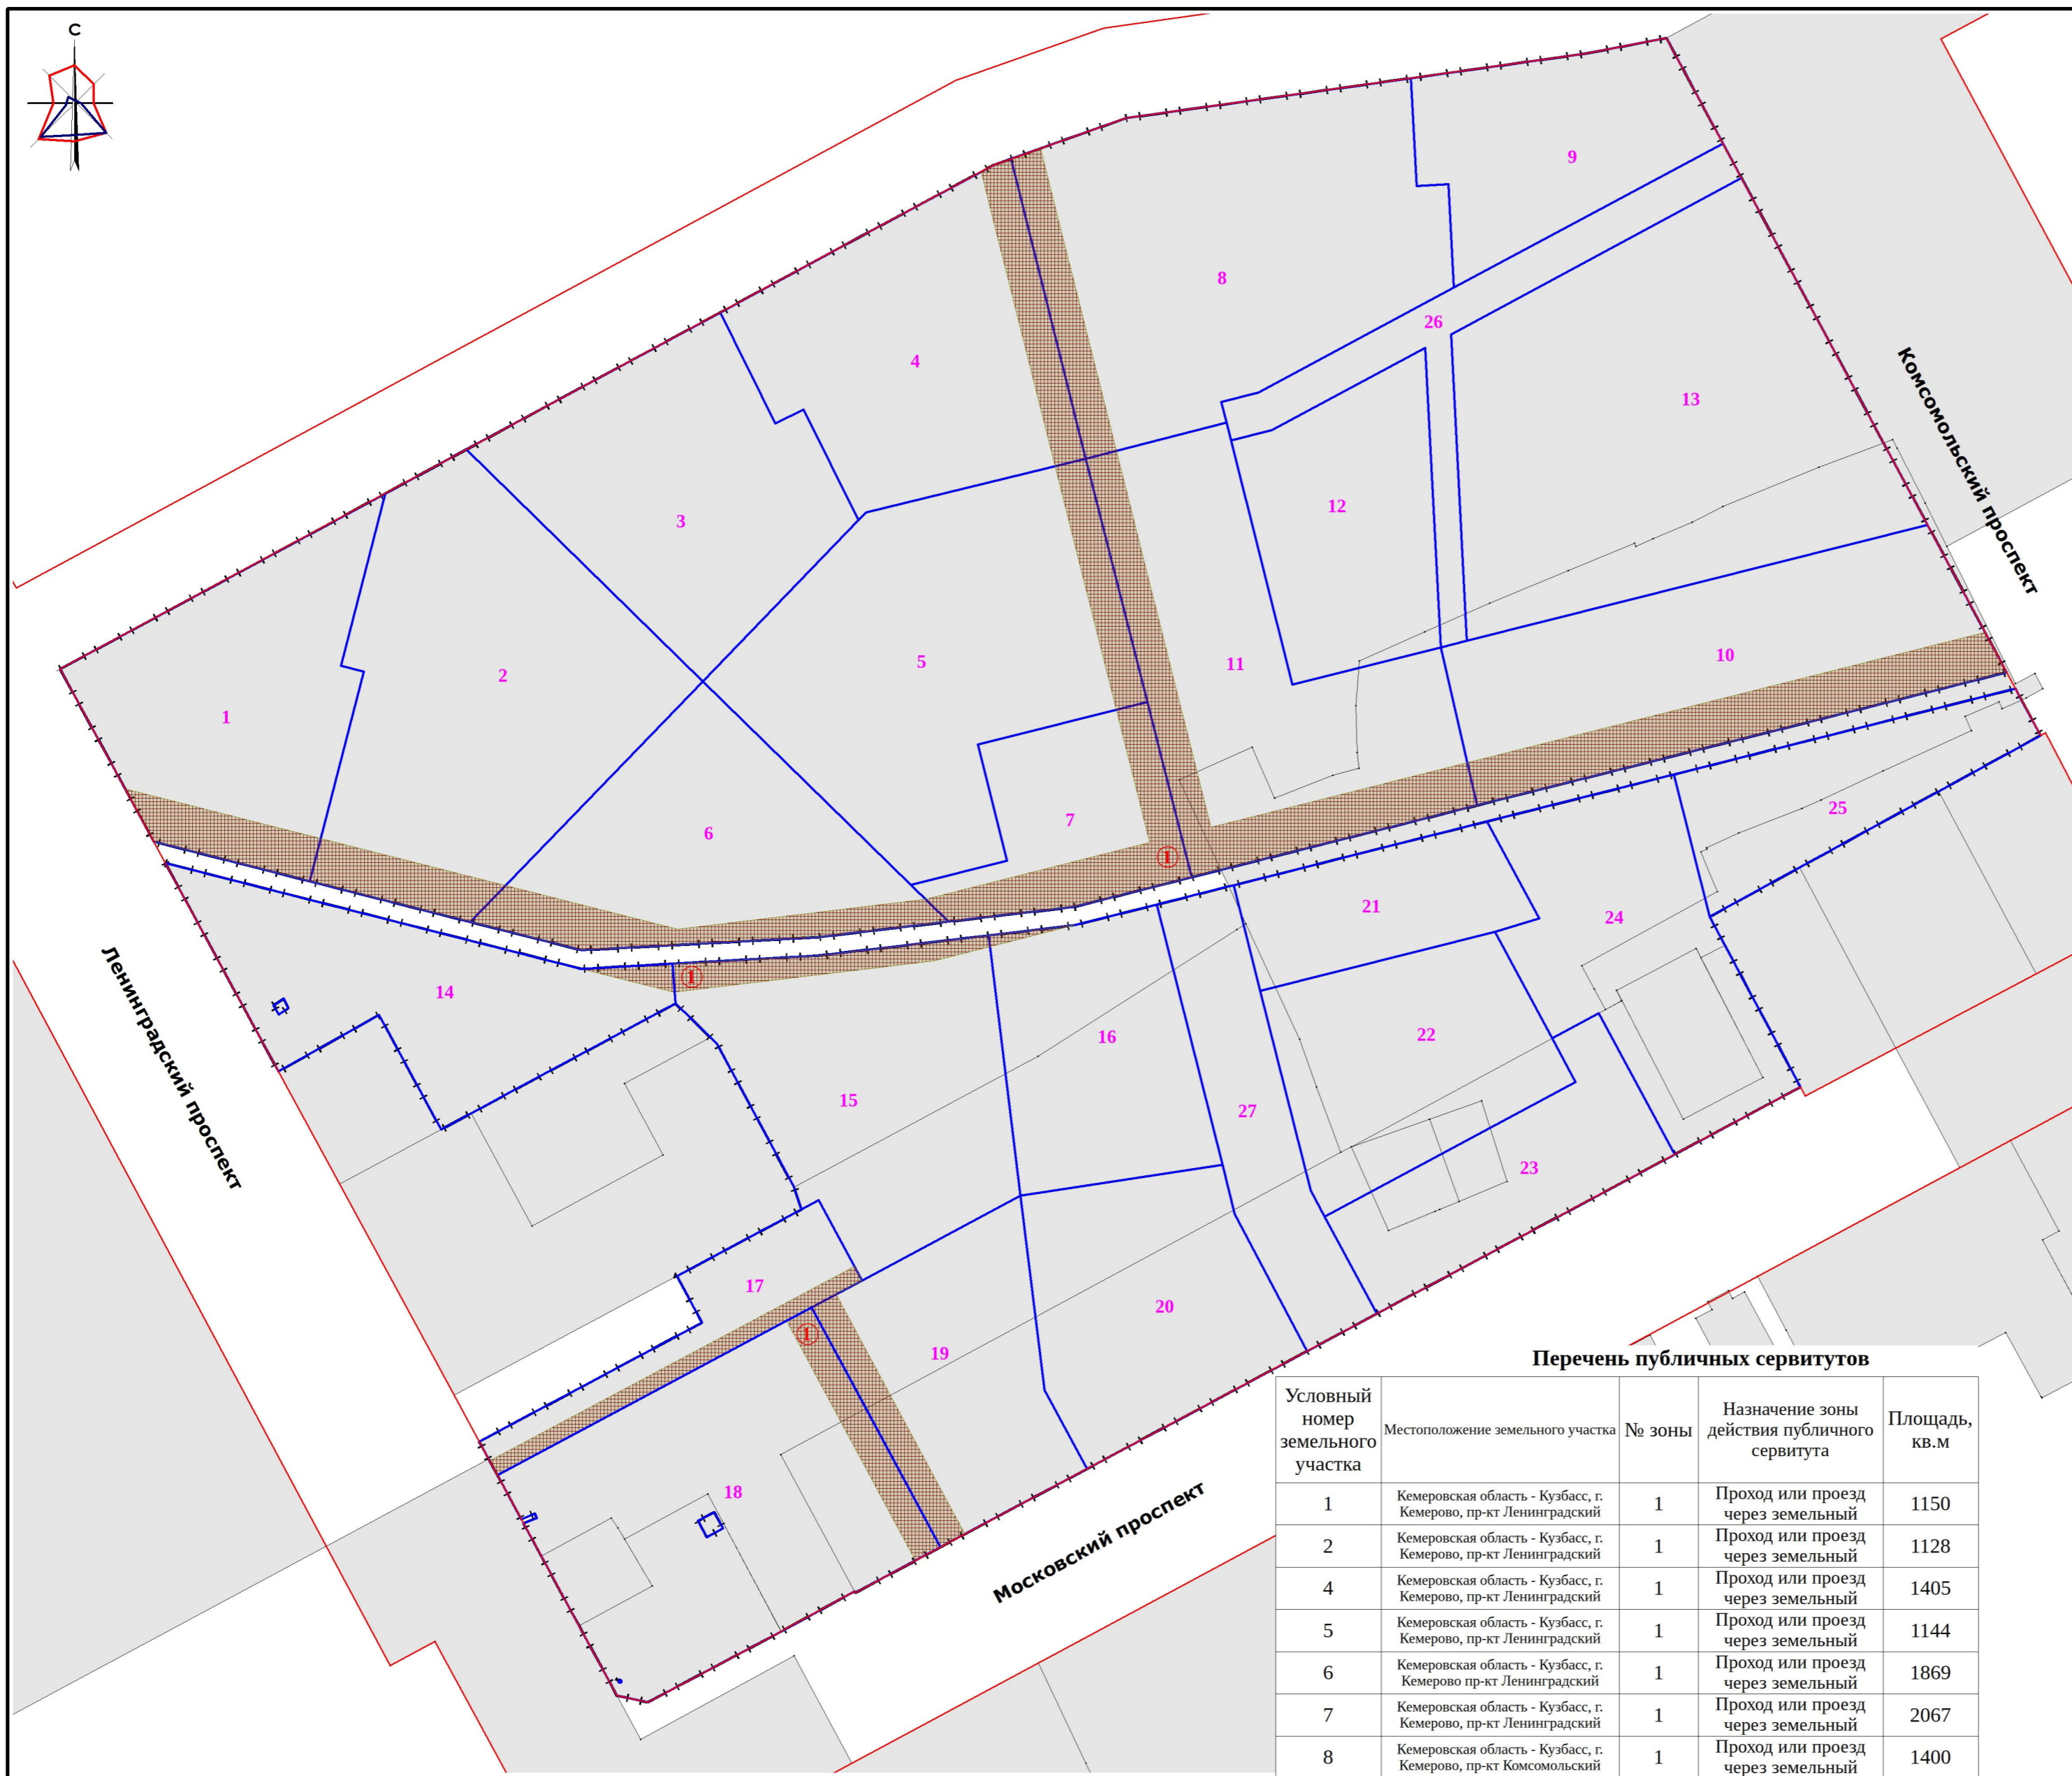 С
9
8
26
4
13
Комсомольский проспект
12
3
5
11
10
2
1
7
25
6
1
21
24
1
14
22
16
Ленинградский проспект
15
27
23
17
20
1
19
18
Московский проспект
Перечень публичных сервитутов
Условный номер земельного участка Местоположение земельного участка № зоны Назначение зоны действия публичного сервитута Площадь, кв.м
1 Кемеровская область - Кузбасс, г. Кемерово, пр-кт Ленинградский 1 Проход или проезд через земельный 1150
2 Кемеровская область - Кузбасс, г. Кемерово, пр-кт Ленинградский 1 Проход или проезд через земельный 1128
4 Кемеровская область - Кузбасс, г. Кемерово, пр-кт Ленинградский 1 Проход или проезд через земельный 1405
5 Кемеровская область - Кузбасс, г. Кемерово, пр-кт Ленинградский 1 Проход или проезд через земельный 1144
6 Кемеровская область - Кузбасс, г. Кемерово пр-кт Ленинградский 1 Проход или проезд через земельный 1869
7 Кемеровская область - Кузбасс, г. Кемерово, пр-кт Ленинградский 1 Проход или проезд через земельный 2067
8 Кемеровская область - Кузбасс, г. Кемерово, пр-кт Комсомольский 1 Проход или проезд через земельный 1400